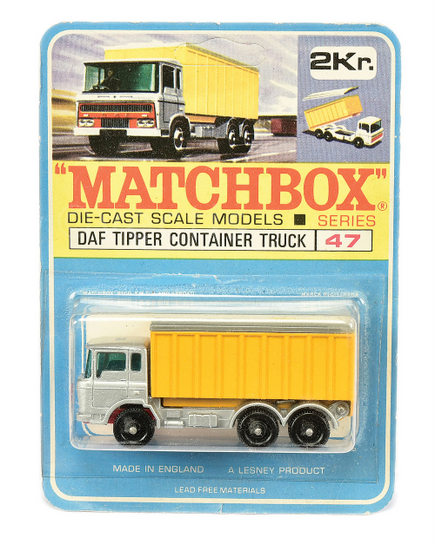 2Kr.
"MATCHBOX"®
DIE-CAST SCALE MODELS ■ SERIES
DAF TIPPER CONTAINER TRUCK 47
MADE IN ENGLAND A LESNEY PRODUCT
LEAD FREE MATERIALS